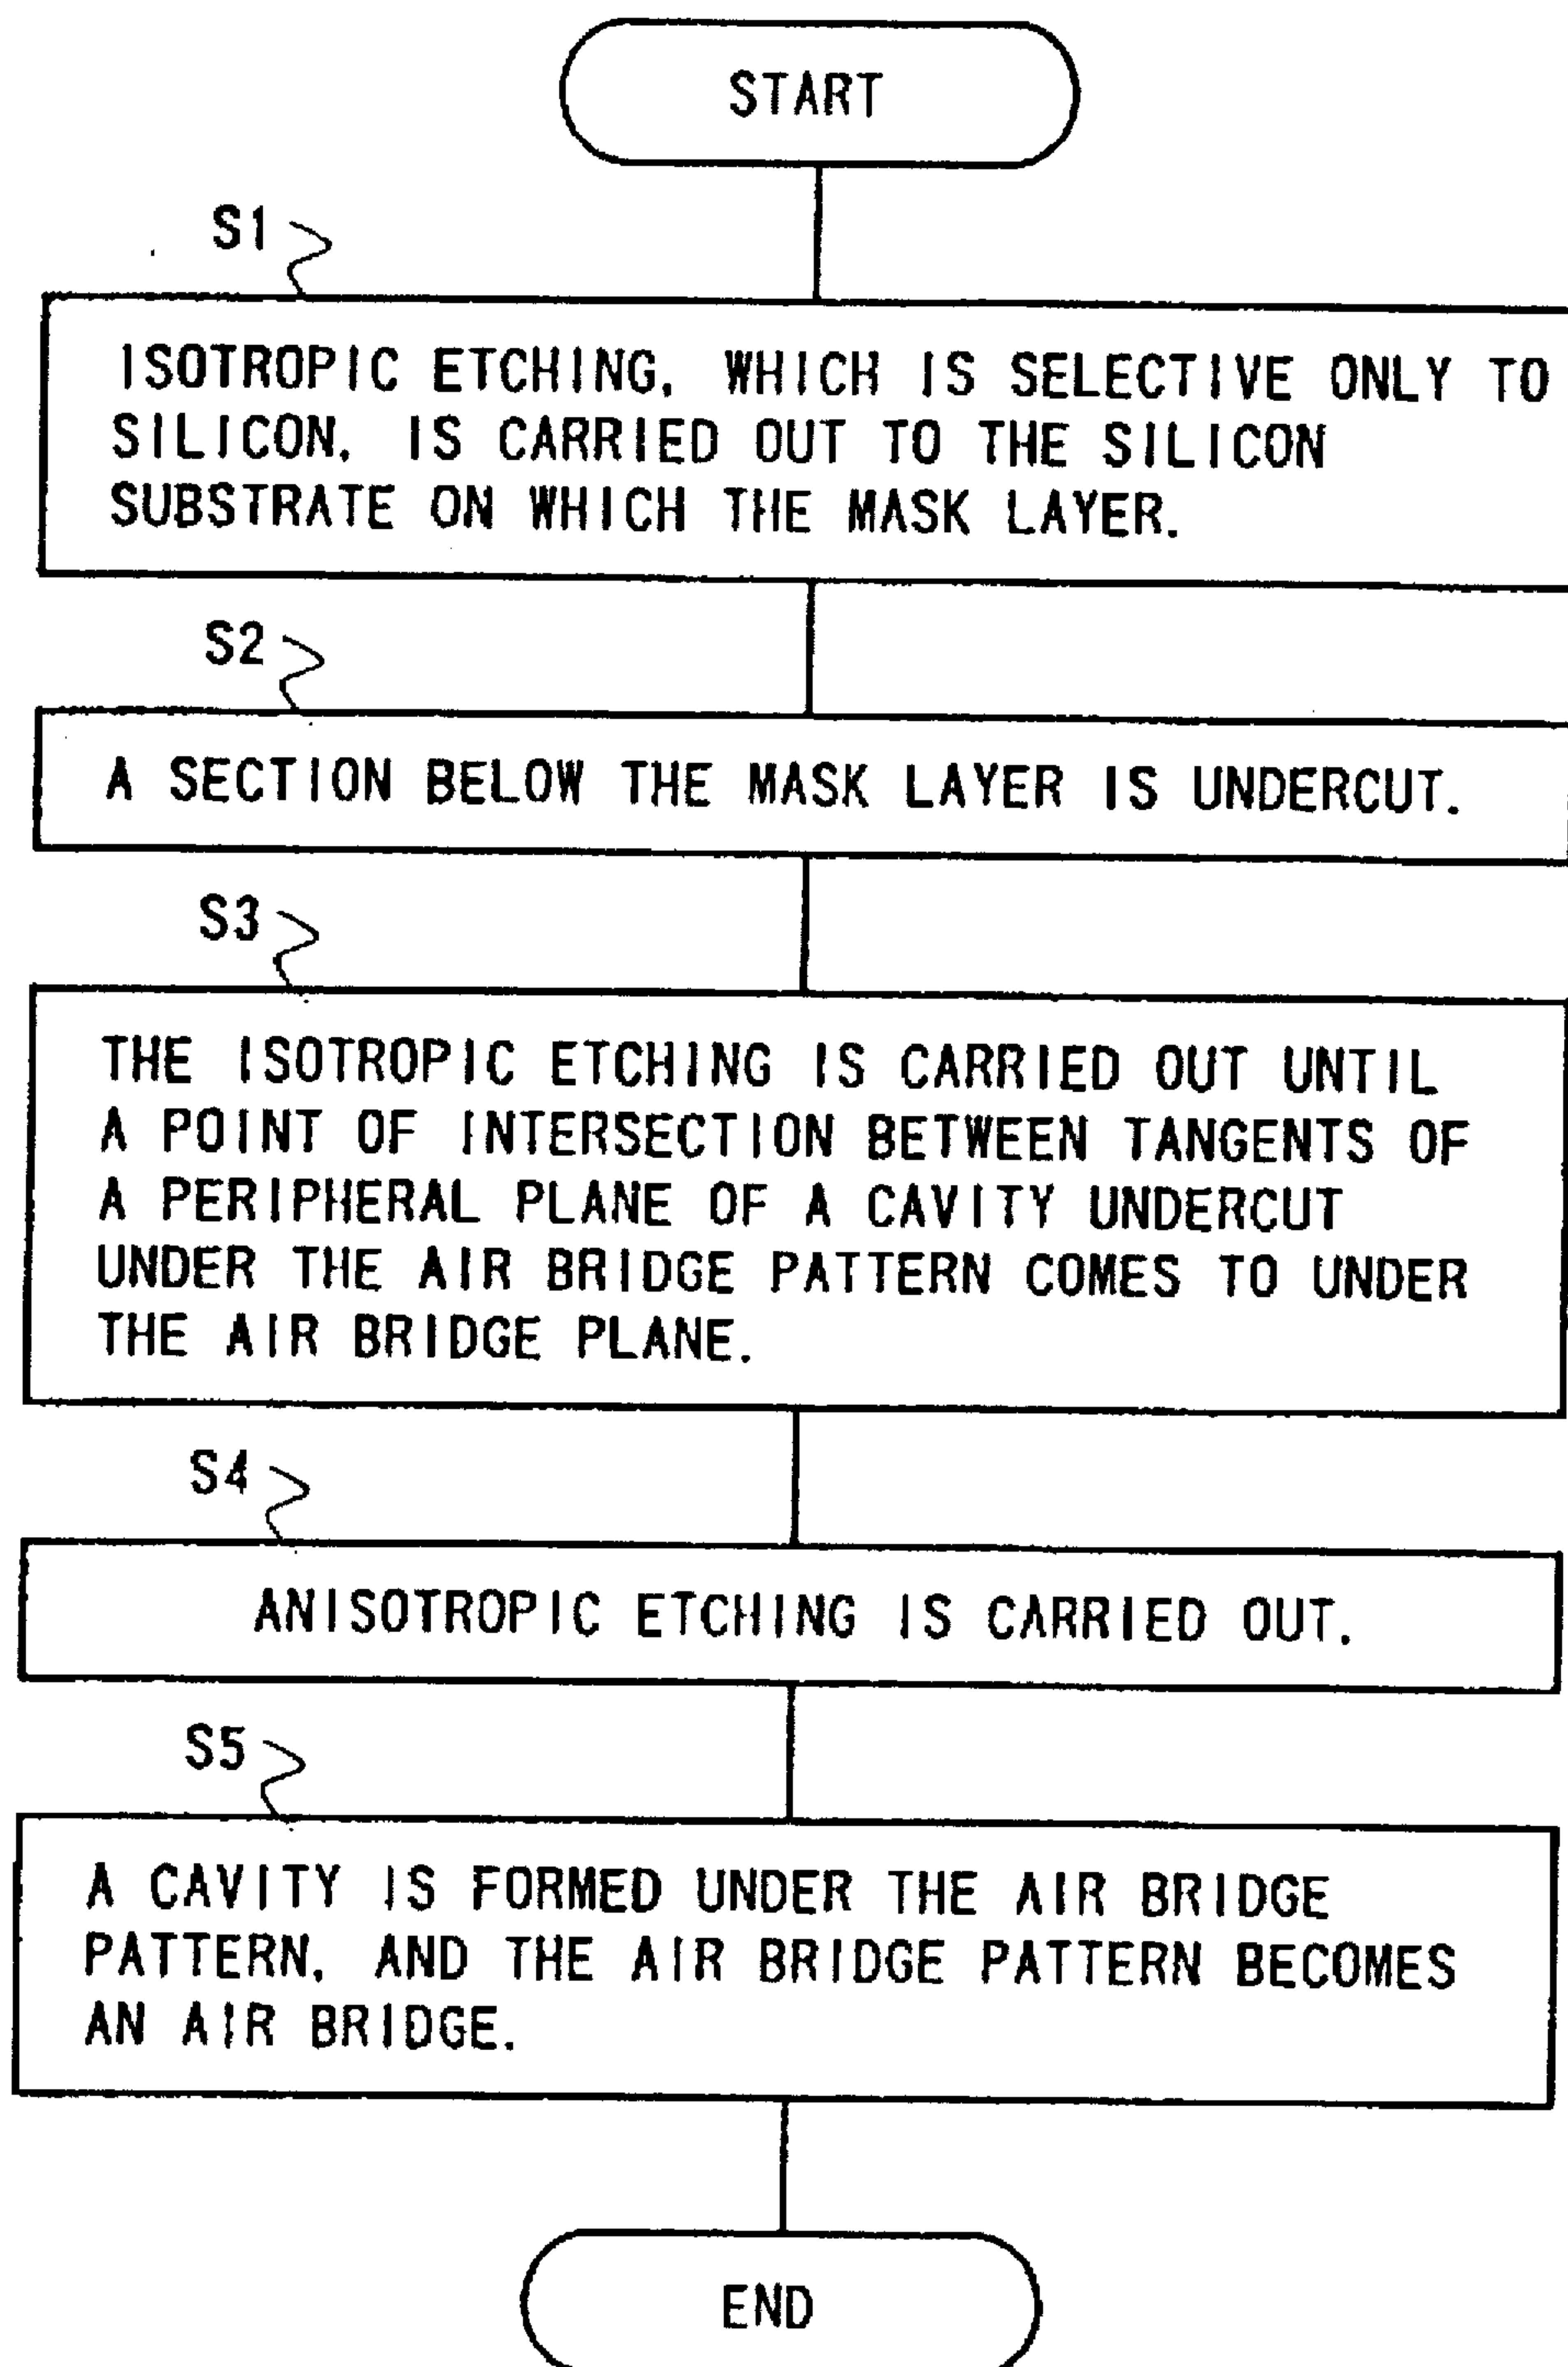 START
S1
ISOTROPIC ETCHING, WHICH IS SELECTIVE ONLY TO
SILICON, IS CARRIED OUT TO THE SILICON
SUBSTRATE ON WHICH THE MASK LAYER.
S2
A SECTION BELOW THE MASK LAYER IS UNDERCUT.
S3
THE ISOTROPIC ETCHING IS CARRIED OUT UNTIL
A POINT OF INTERSECTION BETWEEN TANGENTS OF
A PERIPHERAL PLANE OF A CAVITY UNDERCUT
UNDER THE AIR BRIDGE PATTERN COMES TO UNDER
THE AIR BRIDGE PLANE.
S4
ANISOTROPIC ETCHING IS CARRIED OUT.
S5
A CAVITY IS FORMED UNDER THE AIR BRIDGE
PATTERN, AND THE AIR BRIDGE PATTERN BECOMES
AN AIR BRIDGE.
END